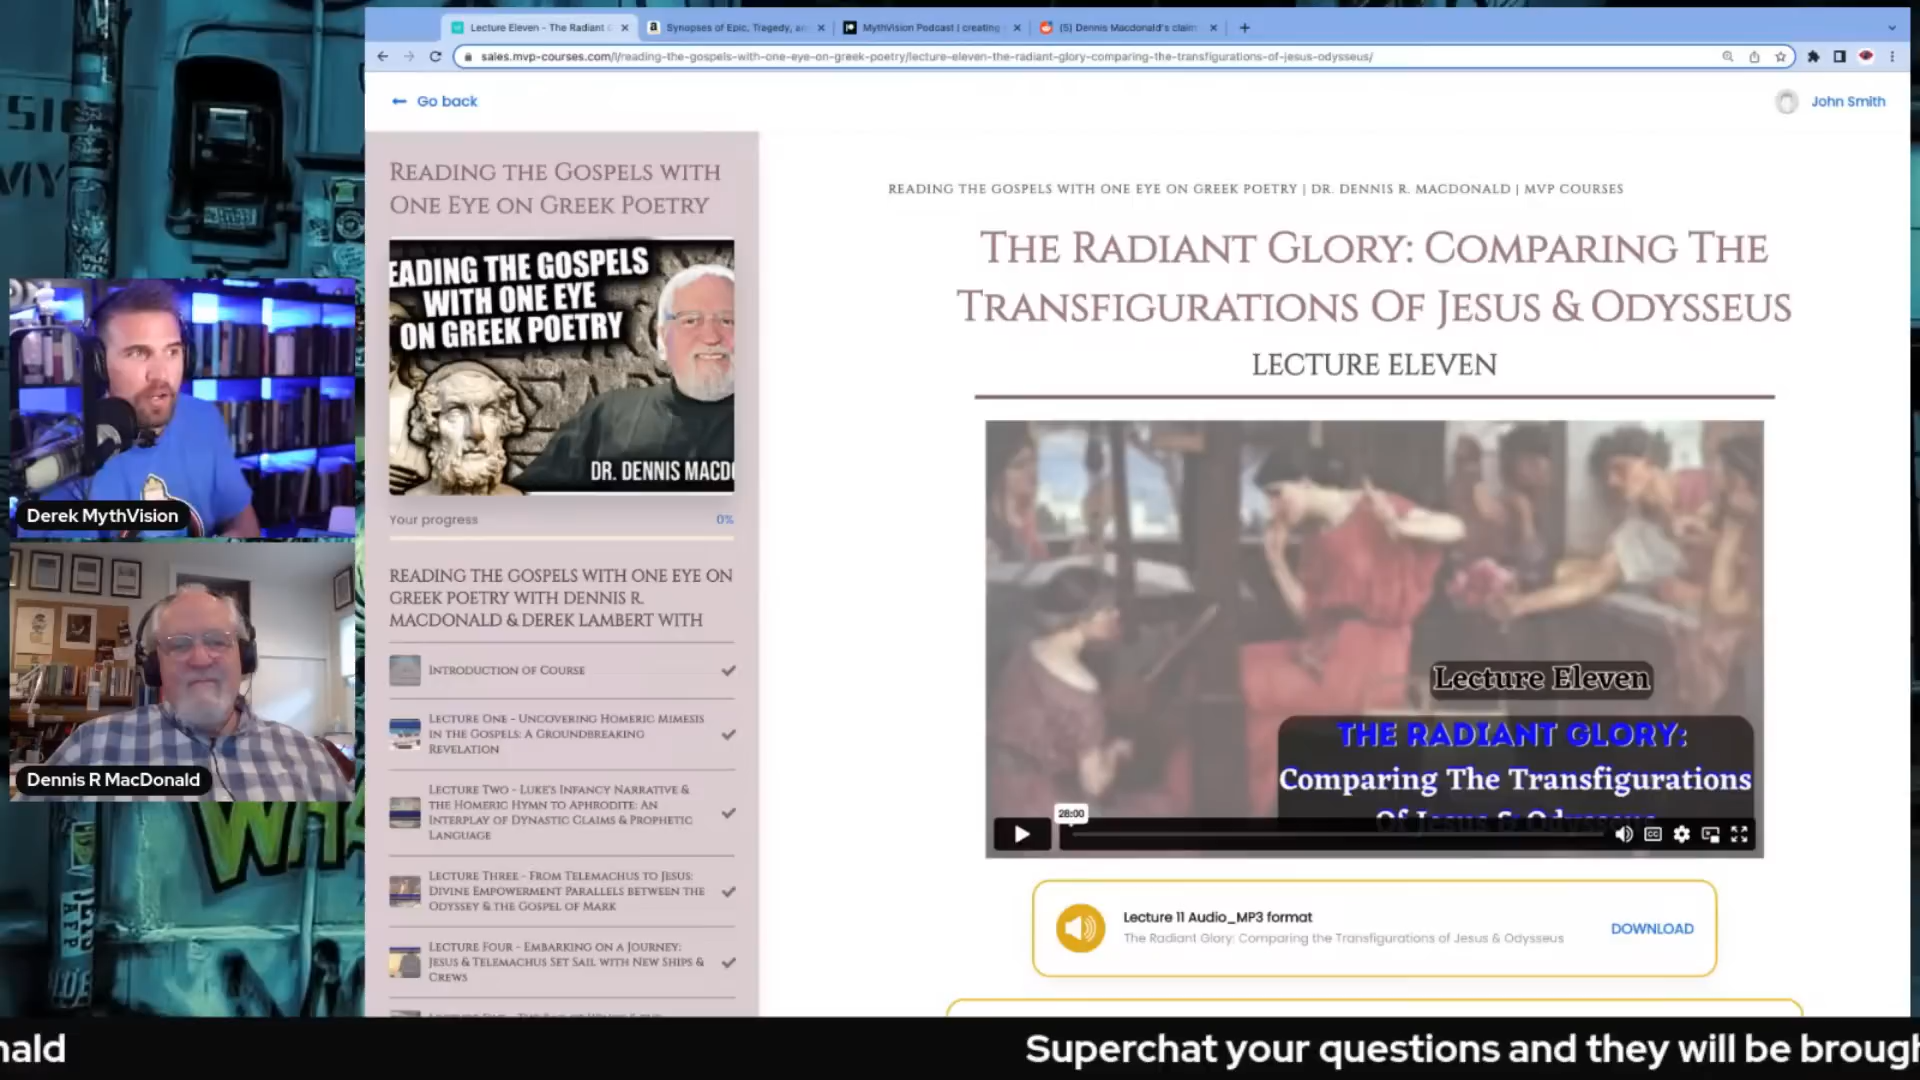 Lecture Eleven - The Radiant G
Synopses of Epic, Tragedy, an
MythVision Podcast | creating
(5) Dennis Macdonald's claim
sales.mvp-courses.com/l/reading-the-gospels-with-one-eye-on-greek-poetry/lecture-eleven-the-radiant-glory-comparing-the-transfigurations-of-jesus-odysseus/
Go back
John Smith
READING THE GOSPELS WITH
ONE EYE ON GREEK POETRY
EADING THE GOSPELS
WITH ONE EYE
ON GREEK POETRY
DR. DENNIS MACD
Your progress
0%
READING THE GOSPELS WITH ONE EYE ON
GREEK POETRY WITH DENNIS R.
MACDONALD & DEREK LAMBERT WITH
INTRODUCTION OF COURSE
LECTURE ONE - UNCOVERING HOMERIC MIMESIS
IN THE GOSPELS: A GROUNDBREAKING
REVELATION
LECTURE TWO - LUKE'S INFANCY NARRATIVE &
THE HOMERIC HYMN TO APHRODITE: AN
INTERPLAY OF DYNASTIC CLAIMS & PROPHETIC
LANGUAGE
LECTURE THREE - FROM TELEMACHUS TO JESUS:
DIVINE EMPOWERMENT PARALLELS BETWEEN THE
ODYSSEY & THE GOSPEL OF MARK
LECTURE FOUR - EMBARKING ON A JOURNEY:
JESUS & TELEMACHUS SET SAIL WITH NEW SHIPS &
CREWS
READING THE GOSPELS WITH ONE EYE ON GREEK POETRY | DR. DENNIS R. MACDONALD | MVP COURSES
THE RADIANT GLORY: COMPARING THE
TRANSFIGURATIONS OF JESUS & ODYSSEUS
LECTURE ELEVEN
Lecture Eleven
THE RADIANT GLORY:
Comparing The Transfigurations
Of Jesus & Odysseus
28:00
Lecture 11 Audio_MP3 format
The Radiant Glory: Comparing the Transfigurations of Jesus & Odysseus
DOWNLOAD
Derek MythVision
Dennis R MacDonald
nald
Superchat your questions and they will be brough